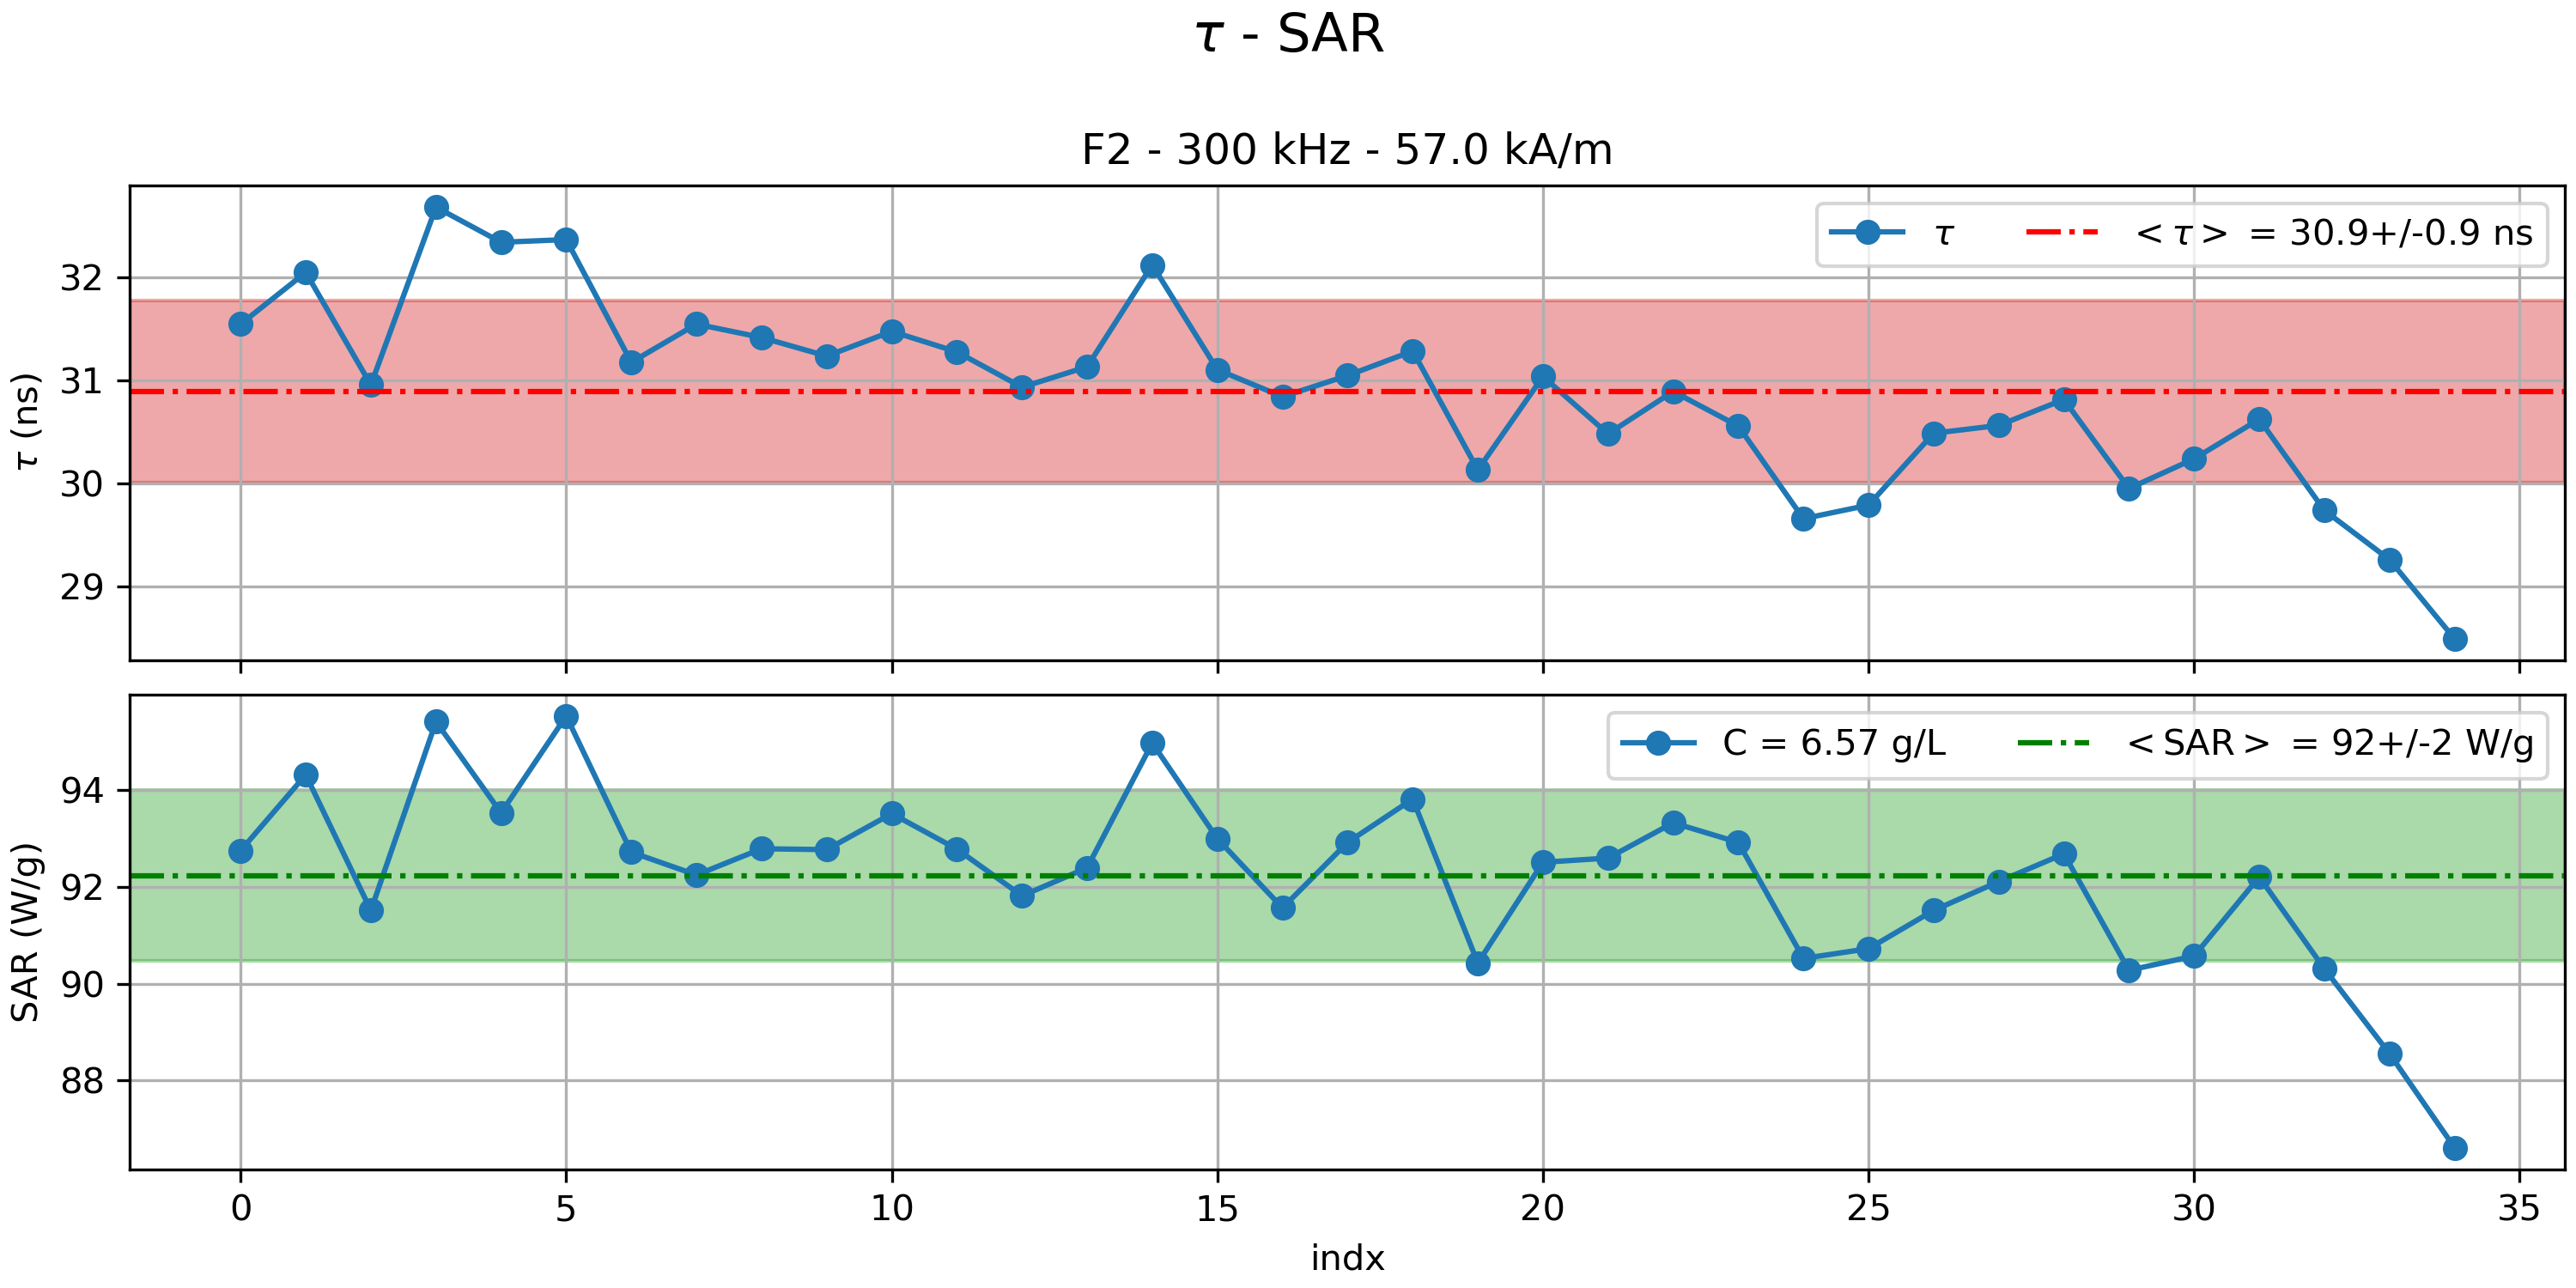 τ - SAR
F2 - 300 kHz - 57.0 kA/m
τ
<τ> = 30.9+/-0.9 ns
32
31
30
29
τ (ns)
C = 6.57 g/L
<SAR> = 92+/-2 W/g
94
92
90
88
SAR (W/g)
0 5 10 15 20 25 30 35
indx